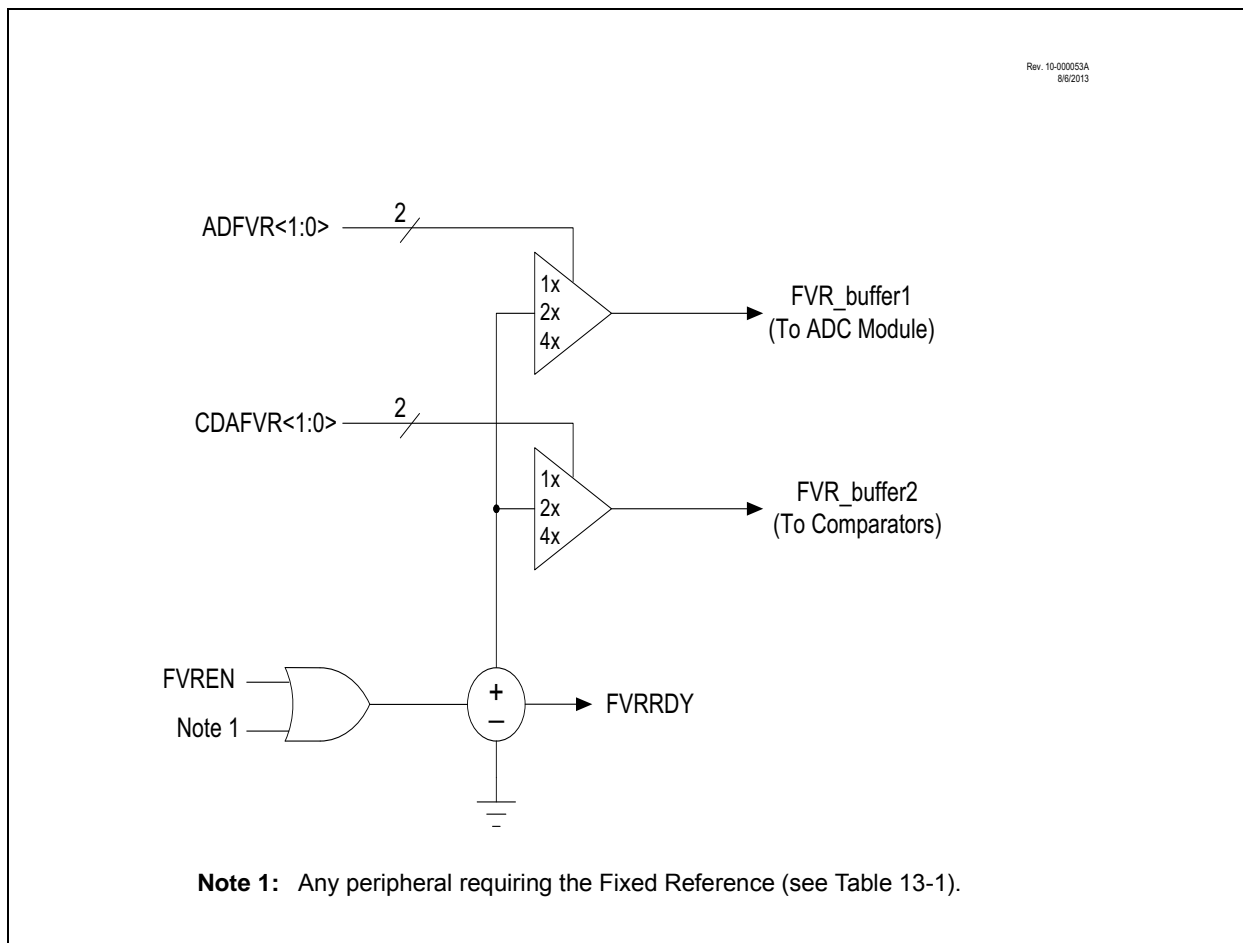 Rev. 10-000053A
8/6/2013
ADFVR<1:0>
2
1x
2x
4x
FVR_buffer1
(To ADC Module)
CDAFVR<1:0>
2
1x
2x
4x
FVR_buffer2
(To Comparators)
FVREN
Note 1
+
–
FVRRDY
Note 1: Any peripheral requiring the Fixed Reference (see Table 13-1).